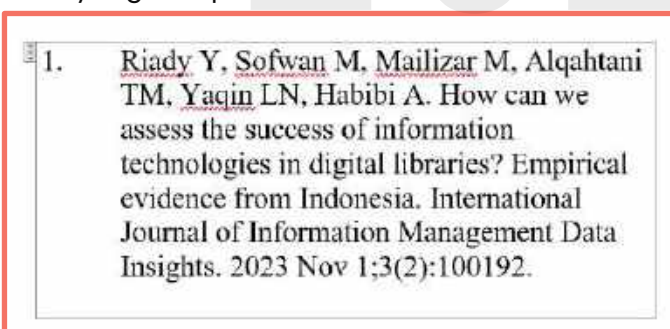 1. Riady Y, Sofwan M, Mailizar M, Alqahtani
TM, Yaqin LN, Habibi A. How can we
assess the success of information
technologies in digital libraries? Empirical
evidence from Indonesia. International
Journal of Information Management Data
Insights. 2023 Nov 1;3(2):100192.